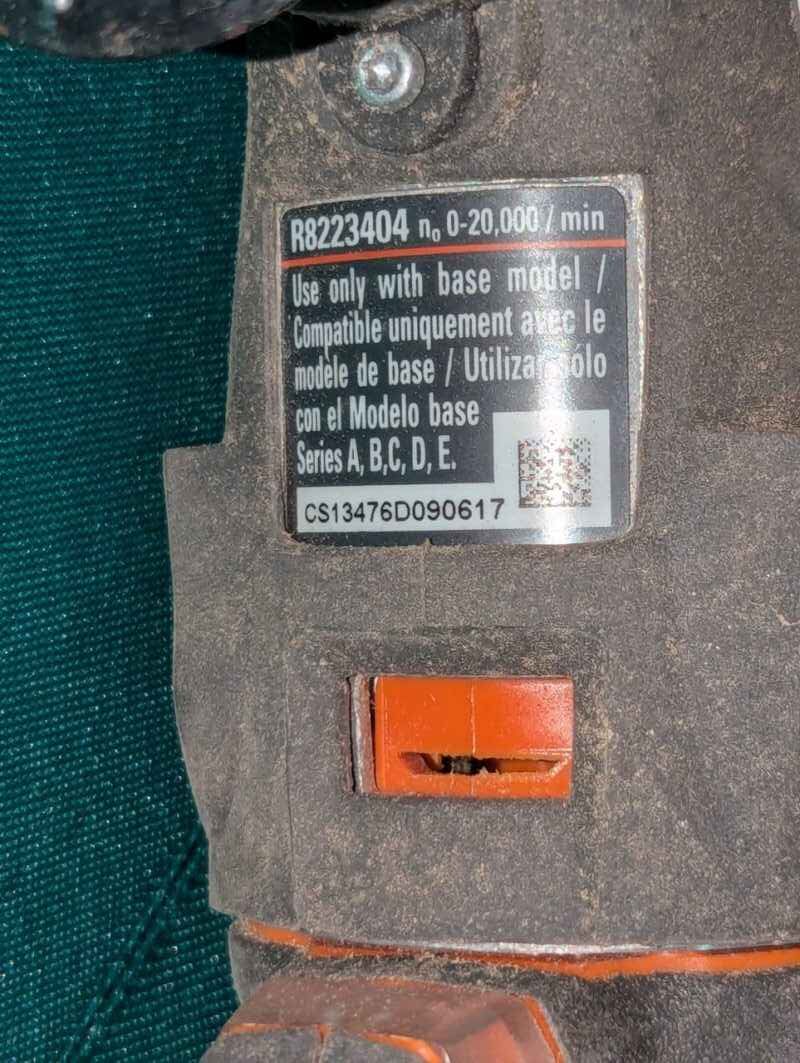 R8223404 n₀ 0-20,000 / min
Use only with base model /
Compatible uniquement avec le
modèle de base / Utilizar sólo
con el Modelo base
Series A, B,C, D, E.
CS13476D090617